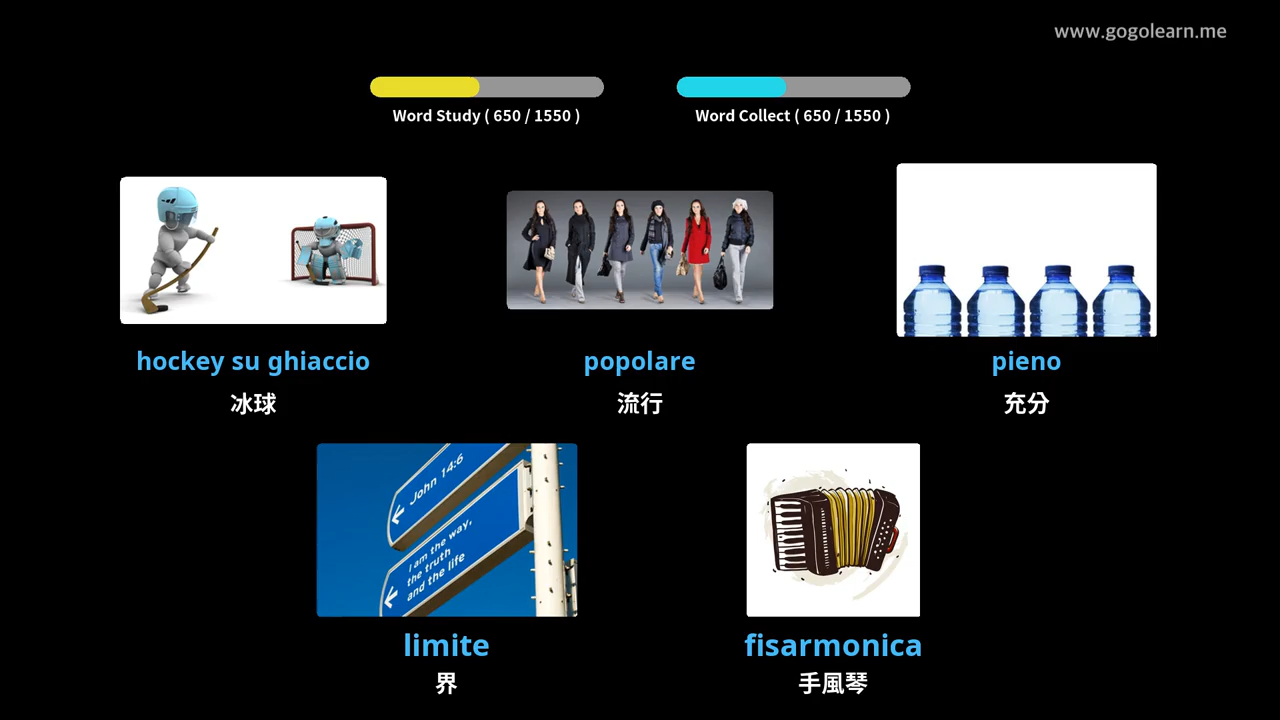 www.gogolearn.me
Word Study ( 650 / 1550 )
Word Collect ( 650 / 1550 )
hockey su ghiaccio
冰球
popolare
流行
pieno
充分
John 14:6
I am the way,
the truth
and the life
limite
界
fisarmonica
手風琴